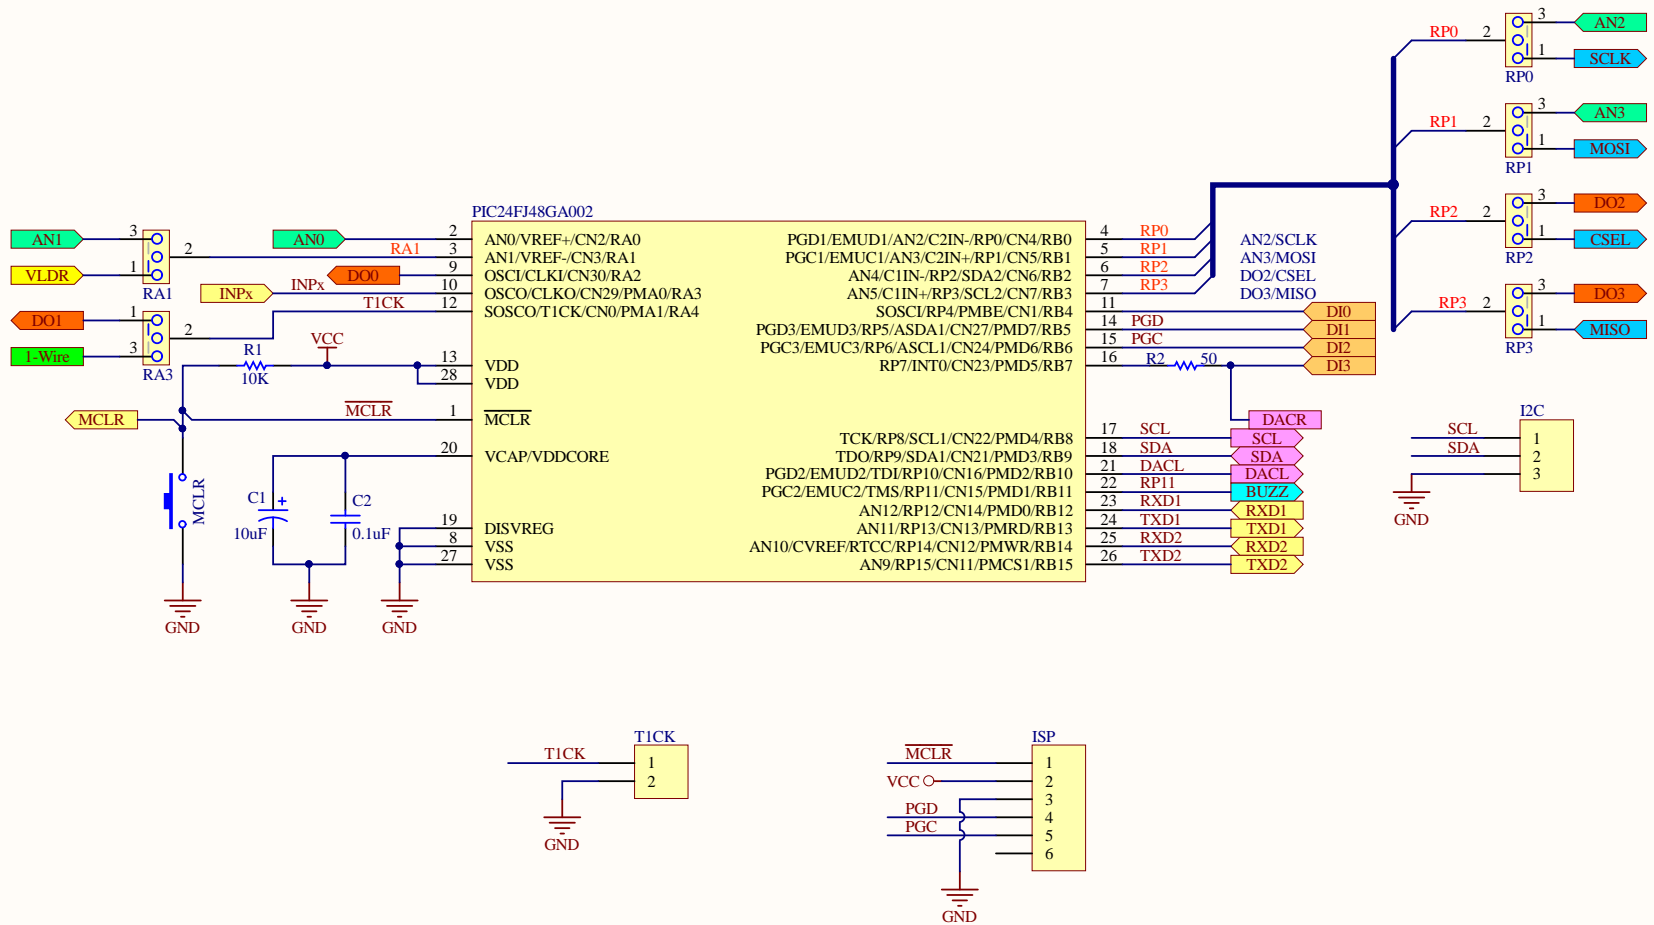 RP0 2 3 AN2
1 SCLK
RP0
RP1 2 3 AN3
1 MOSI
RP1
RP2 2 3 DO2
1 CSEL
RP2
RP3 2 3 DO3
1 MISO
RP3
PIC24FJ48GA002
AN1 3
2 RA1
VLDR 1
RA1
AN0 2 AN0/VREF+/CN2/RA0
3 AN1/VREF-/CN3/RA1
DO0 9 OSCI/CLKI/CN30/RA2
INPx INPx 10 OSCO/CLKO/CN29/PMA0/RA3
T1CK 12 SOSCO/T1CK/CN0/PMA1/RA4
DO1 1
2
1-Wire 3
RA3
R1
10K
VCC
13 VDD
28 VDD
MCLR MCLR 1 MCLR
20 VCAP/VDDCORE
MCLR
C1 +
10uF
C2
0.1uF
19 DISVREG
8 VSS
27 VSS
GND
GND
GND
PGD1/EMUD1/AN2/C2IN-/RP0/CN4/RB0 4 RP0 AN2/SCLK
PGC1/EMUC1/AN3/C2IN+/RP1/CN5/RB1 5 RP1 AN3/MOSI
AN4/C1IN-/RP2/SDA2/CN6/RB2 6 RP2 DO2/CSEL
AN5/C1IN+/RP3/SCL2/CN7/RB3 7 RP3 DO3/MISO
SOSCI/RP4/PMBE/CN1/RB4 11 DI0
PGD3/EMUD3/RP5/ASDA1/CN27/PMD7/RB5 14 PGD DI1
PGC3/EMUC3/RP6/ASCL1/CN24/PMD6/RB6 15 PGC DI2
RP7/INT0/CN23/PMD5/RB7 16 R2 50 DI3
DACR
TCK/RP8/SCL1/CN22/PMD4/RB8 17 SCL SCL
TDO/RP9/SDA1/CN21/PMD3/RB9 18 SDA SDA
PGD2/EMUD2/TDI/RP10/CN16/PMD2/RB10 21 DACL DACL
PGC2/EMUC2/TMS/RP11/CN15/PMD1/RB11 22 RP11 BUZZ
AN12/RP12/CN14/PMD0/RB12 23 RXD1 RXD1
AN11/RP13/CN13/PMRD/RB13 24 TXD1 TXD1
AN10/CVREF/RTCC/RP14/CN12/PMWR/RB14 25 RXD2 RXD2
AN9/RP15/CN11/PMCS1/RB15 26 TXD2 TXD2
I2C
SCL 1
SDA 2
3
GND
T1CK
T1CK 1
2
GND
ISP
MCLR 1
VCC 2
3
PGD 4
PGC 5
6
GND